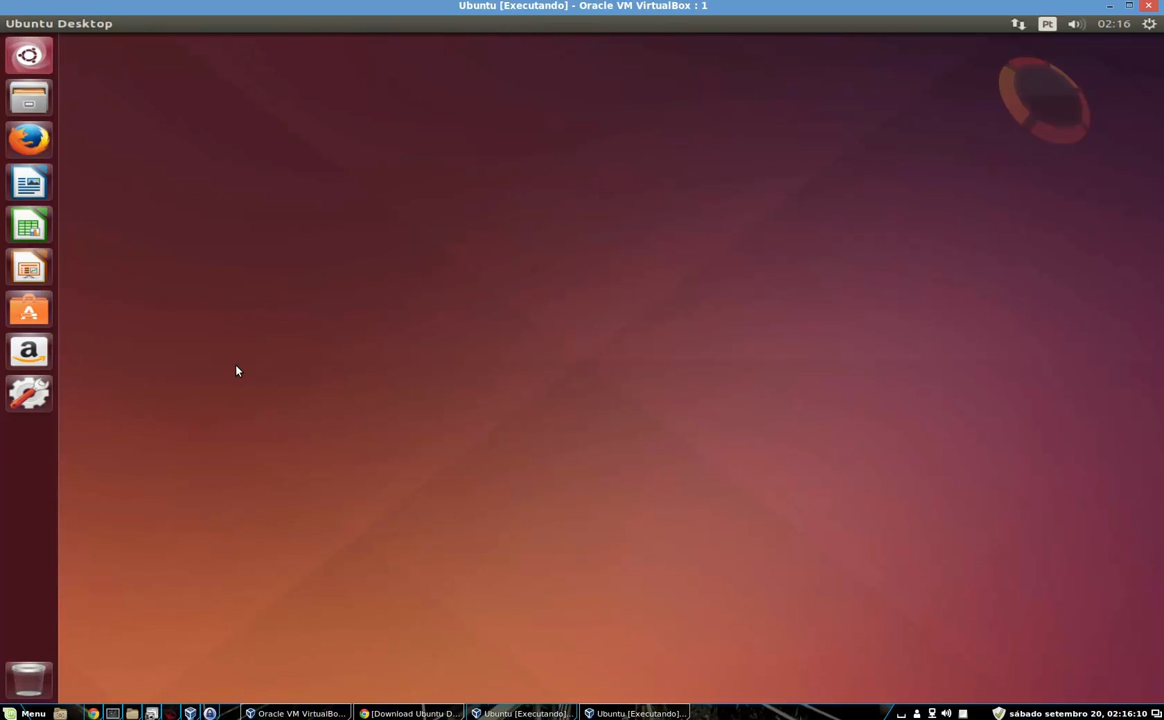 Ubuntu [Executando] - Oracle VM VirtualBox : 1
Ubuntu Desktop
Pt
02:16
a
Menu
Oracle VM VirtualBo...
[Download Ubuntu D...
Ubuntu [Executando]...
Ubuntu [Executando]...
sábado setembro 20, 02:16:10